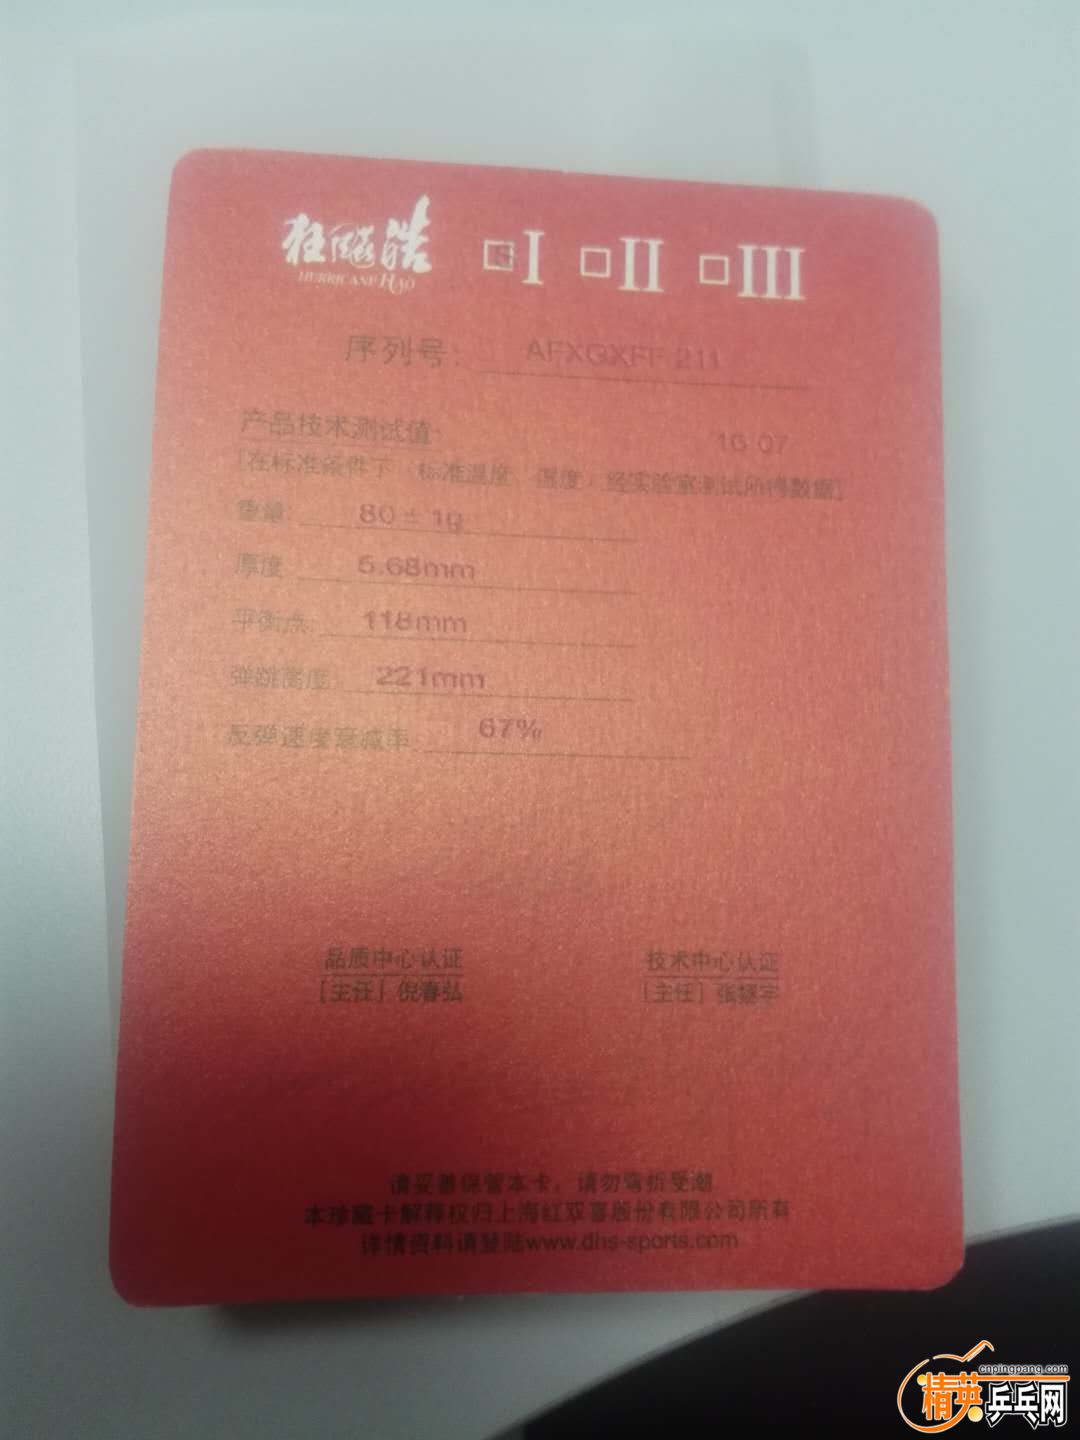 狂飚皓
HURRICANE HAO
S I II III
序列号: AFXGXFF 211
产品技术测试值: 16 07
[在标准条件下(标准温度、湿度)经实验室测试所得数据]
重量: 80±1g
厚度: 5.68mm
平衡点: 118mm
弹跳高度: 221mm
反弹速度衰减率: 67%
品质中心认证 技术中心认证
[主任] 倪春弘 [主任]
请妥善保管本卡，请勿弯折受潮
本珍藏卡解释权归上海红双喜股份有限公司所有
详情资料请登陆www.dhs-sports.com
cnpingpang.com
精英乒乓网